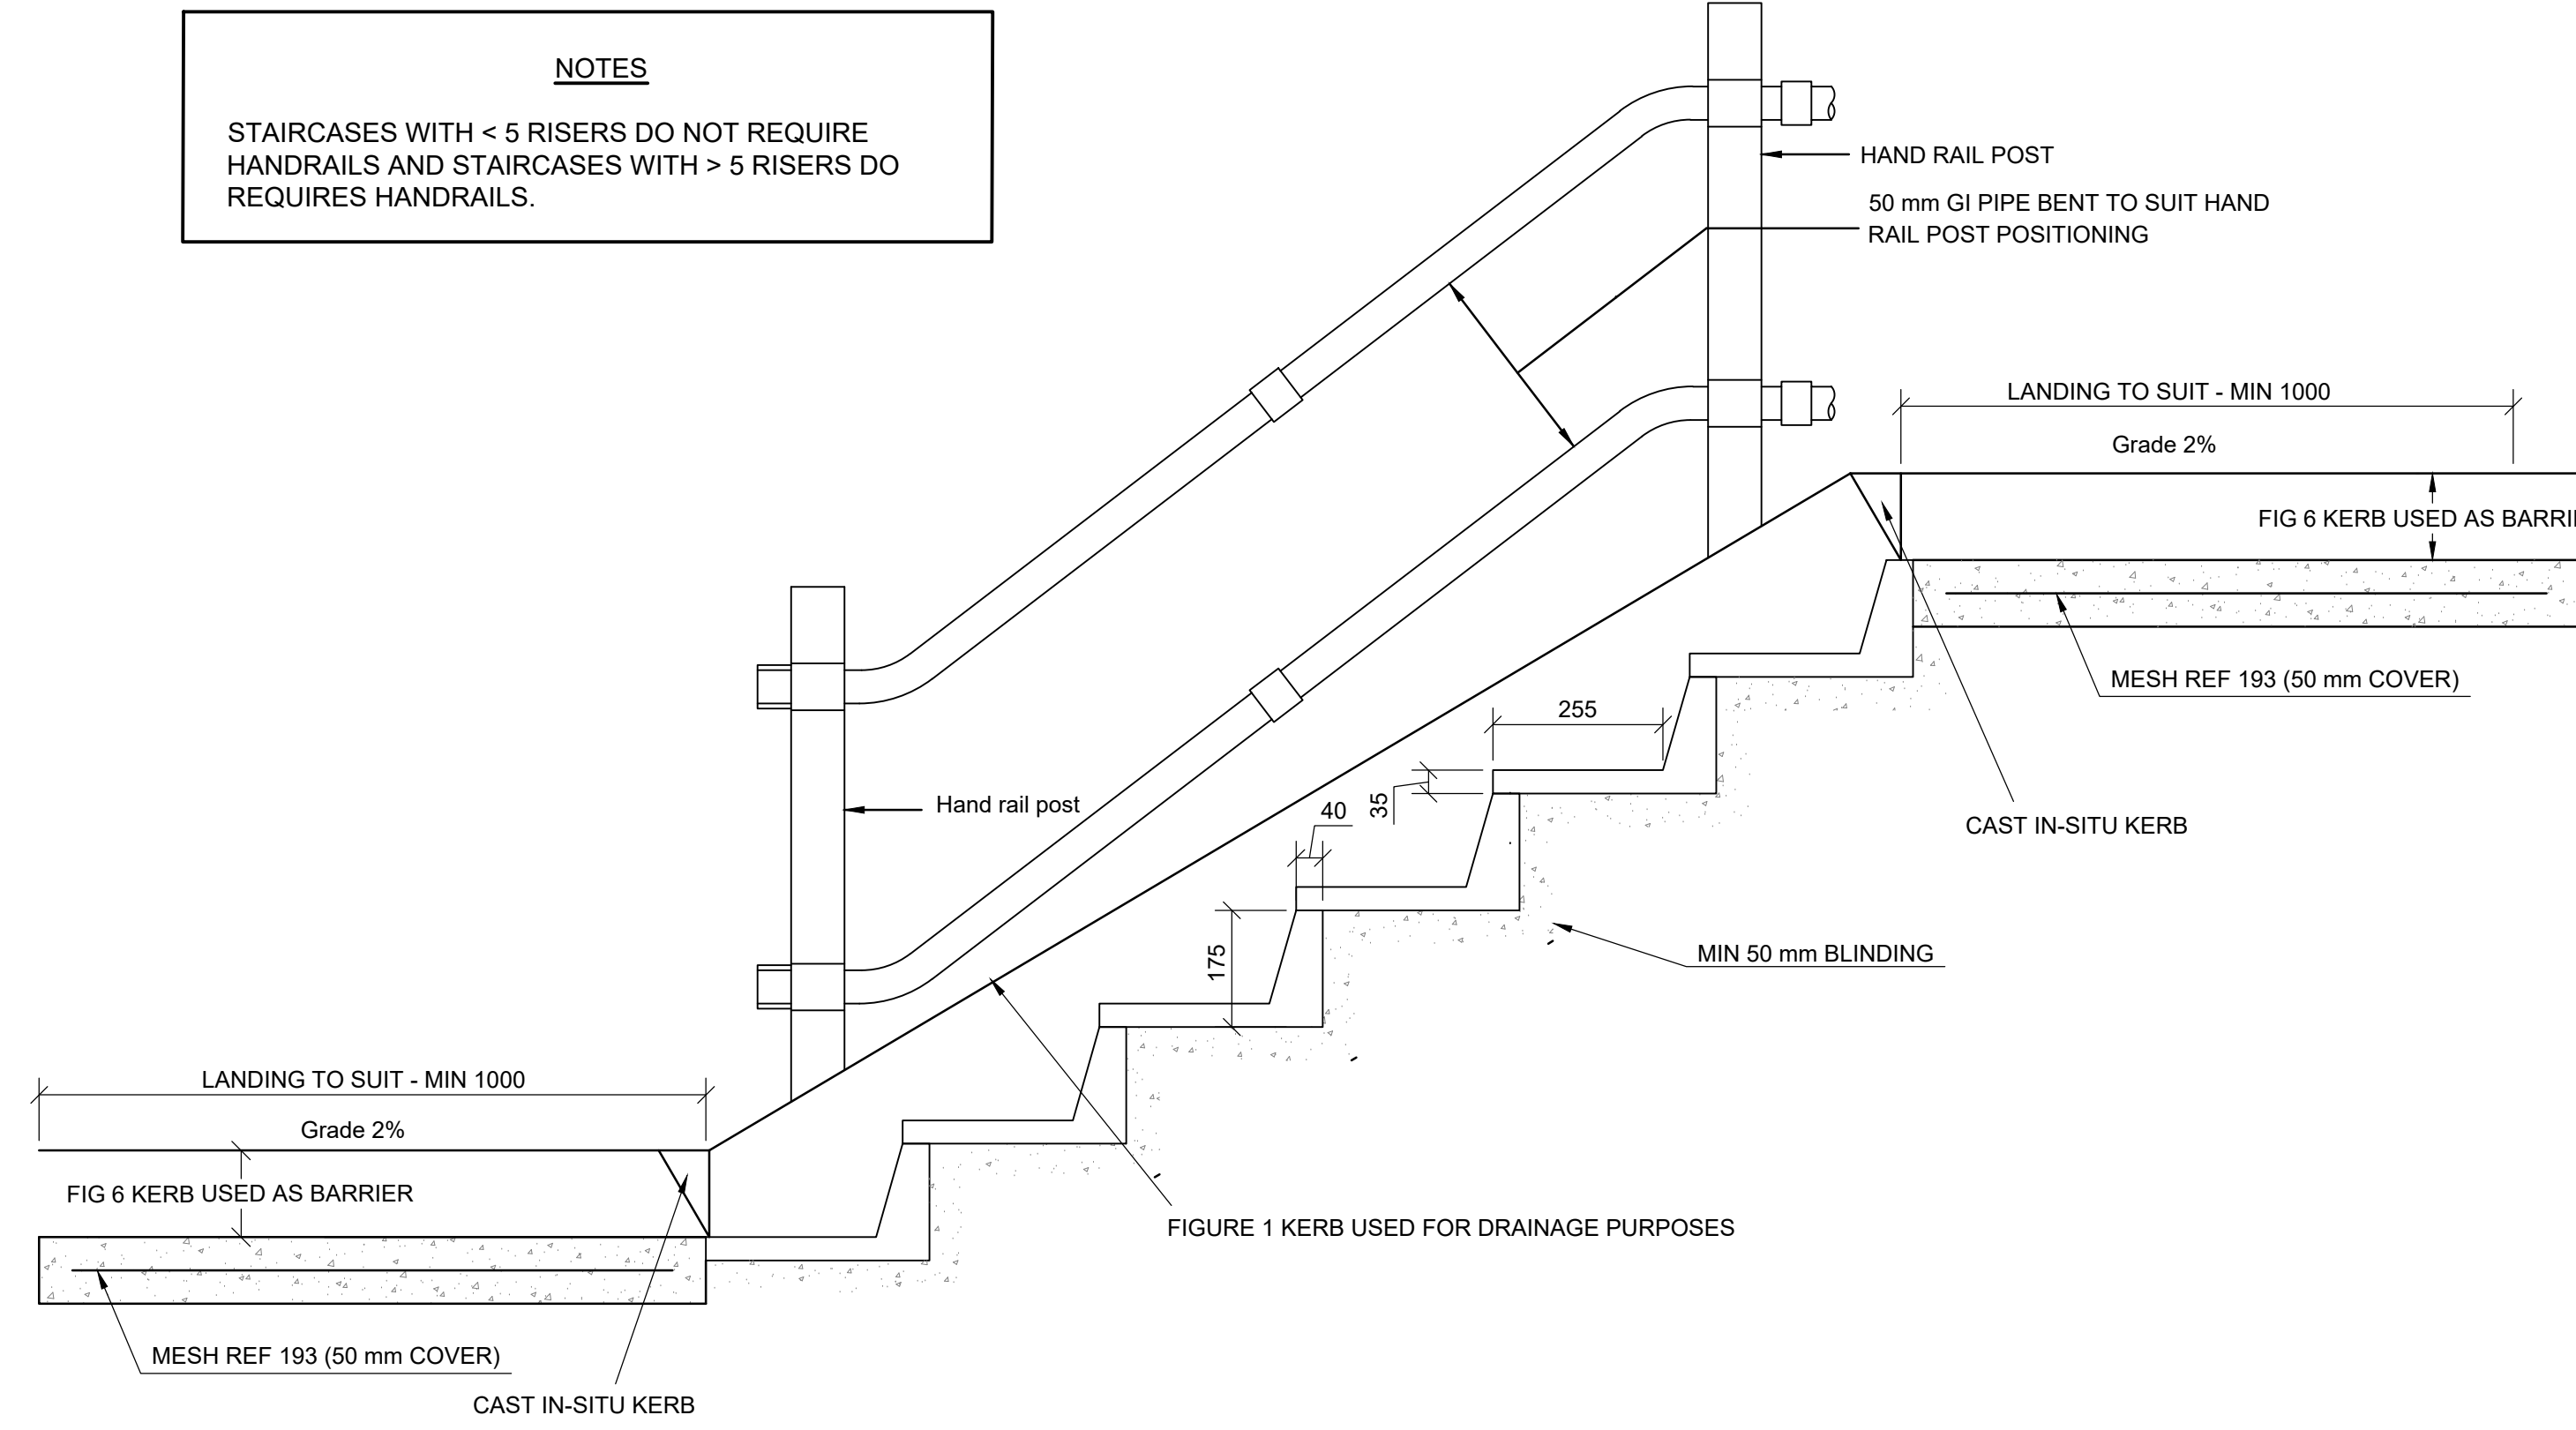 NOTES
STAIRCASES WITH < 5 RISERS DO NOT REQUIRE
HANDRAILS AND STAIRCASES WITH > 5 RISERS DO
REQUIRES HANDRAILS.
HAND RAIL POST
50 mm GI PIPE BENT TO SUIT HAND
RAIL POST POSITIONING
LANDING TO SUIT - MIN 1000
Grade 2%
FIG 6 KERB USED AS BARRI
MESH REF 193 (50 mm COVER)
255
35
40
Hand rail post
CAST IN-SITU KERB
175
MIN 50 mm BLINDING
LANDING TO SUIT - MIN 1000
Grade 2%
FIG 6 KERB USED AS BARRIER
FIGURE 1 KERB USED FOR DRAINAGE PURPOSES
MESH REF 193 (50 mm COVER)
CAST IN-SITU KERB